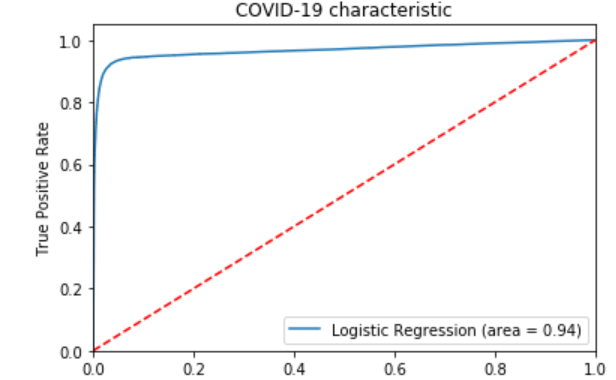 COVID-19 characteristic
1.0
0.8
0.6
0.4
0.2
0.0
True Positive Rate
Logistic Regression (area = 0.94)
0.0 0.2 0.4 0.6 0.8 1.0